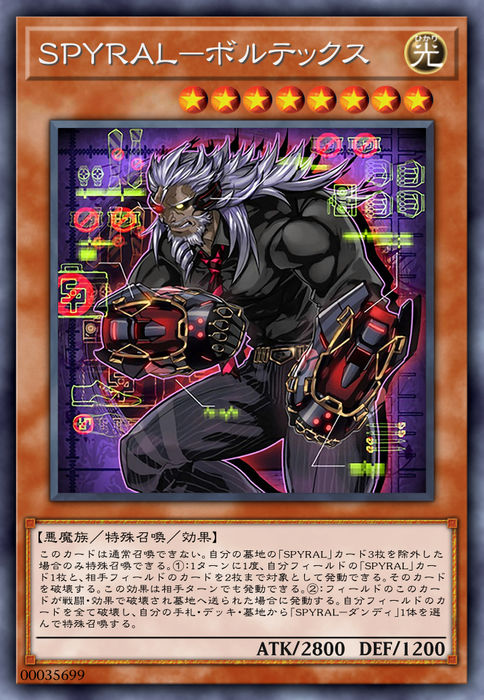 SPYRAL－ボルテックス
ひかり
光
【悪魔族／特殊召喚／効果】
このカードは通常召喚できない。自分の墓地の「SPYRAL」カード3枚を除外した
場合のみ特殊召喚できる。①：1ターンに1度、自分フィールドの「SPYRAL」カー
ド1枚と、相手フィールドのカードを2枚まで対象として発動できる。そのカード
を破壊する。この効果は相手ターンでも発動できる。②：フィールドのこのカー
ドが戦闘・効果で破壊され墓地へ送られた場合に発動する。自分フィールドのカ
ードを全て破壊し、自分の手札・デッキ・墓地から「SPYRAL－ダンディ」1体を選
んで特殊召喚する。
ATK/2800 DEF/1200
00035699